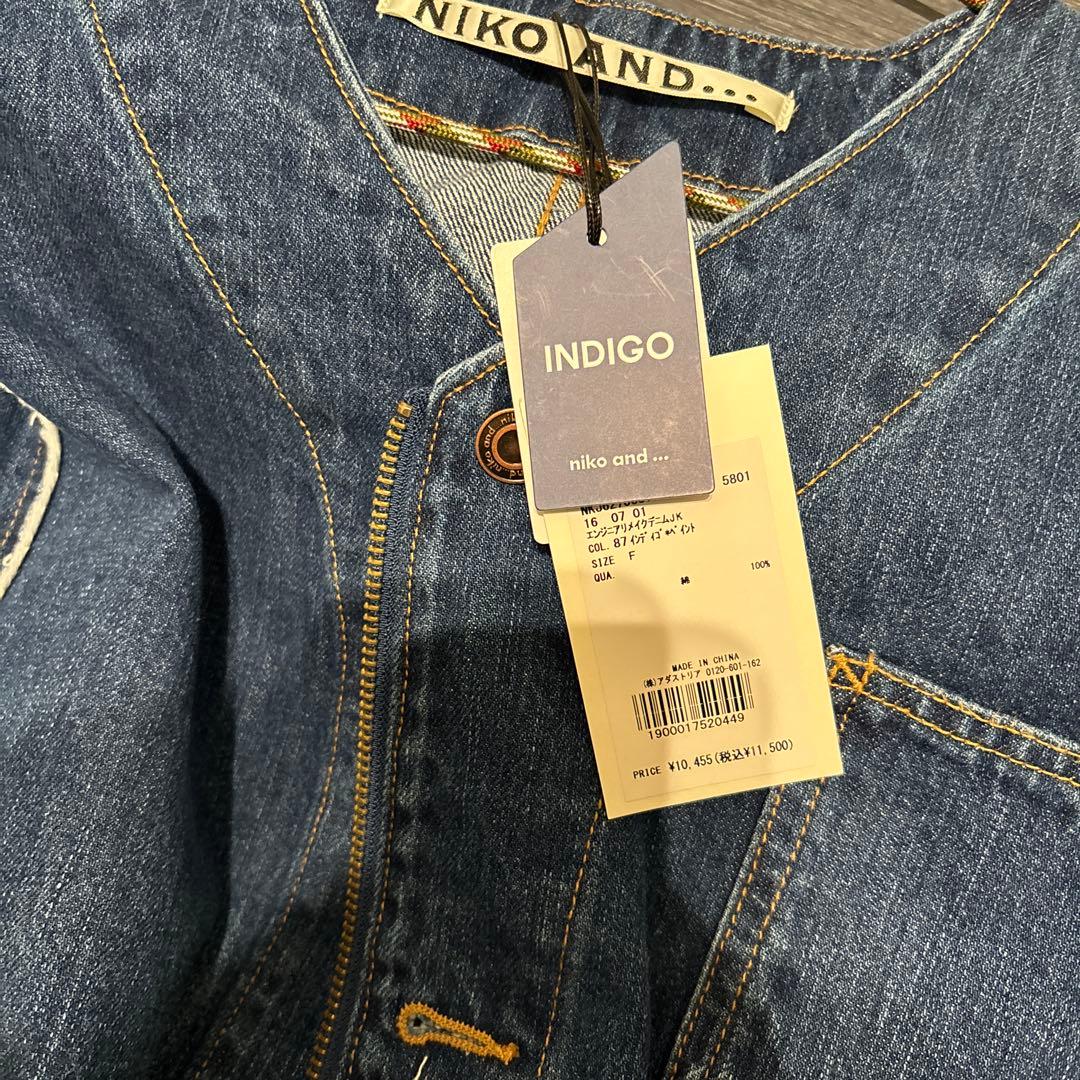 NIKO AND...
INDIGO
niko and ...
niko and ...
5801
16 07 01
エンジニアリメイクデニムJK
COL. 87 インディゴ*ペイント
SIZE F
QUA.
綿 100%
MADE IN CHINA
(株)アダストリア 0120-601-162
1900017520449
PRICE ¥10,455(税込¥11,500)